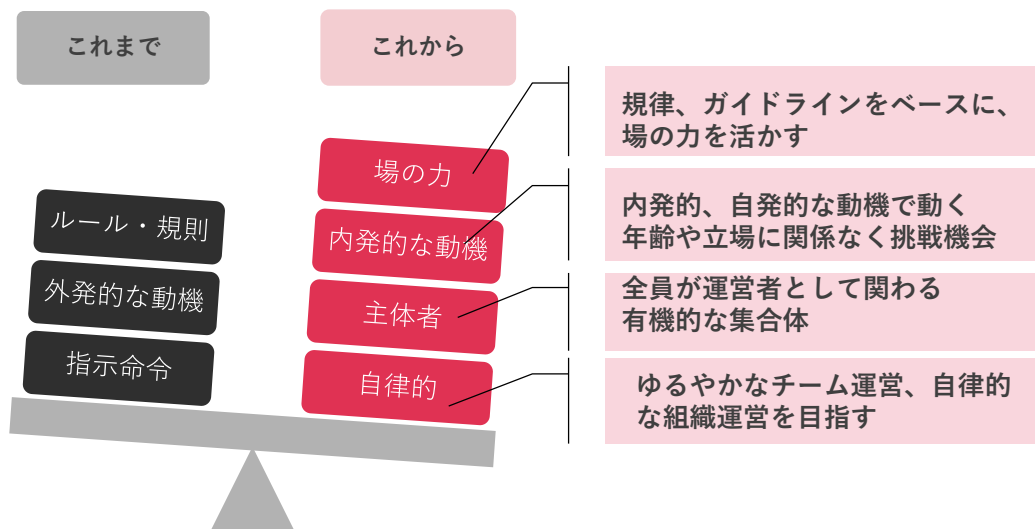 これまで
これから
ルール・規則
外発的な動機
指示命令
場の力
内発的な動機
主体者
自律的
規律、ガイドラインをベースに、
場の力を活かす
内発的、自発的な動機で動く
年齢や立場に関係なく挑戦機会
全員が運営者として関わる
有機的な集合体
ゆるやかなチーム運営、自律的
な組織運営を目指す